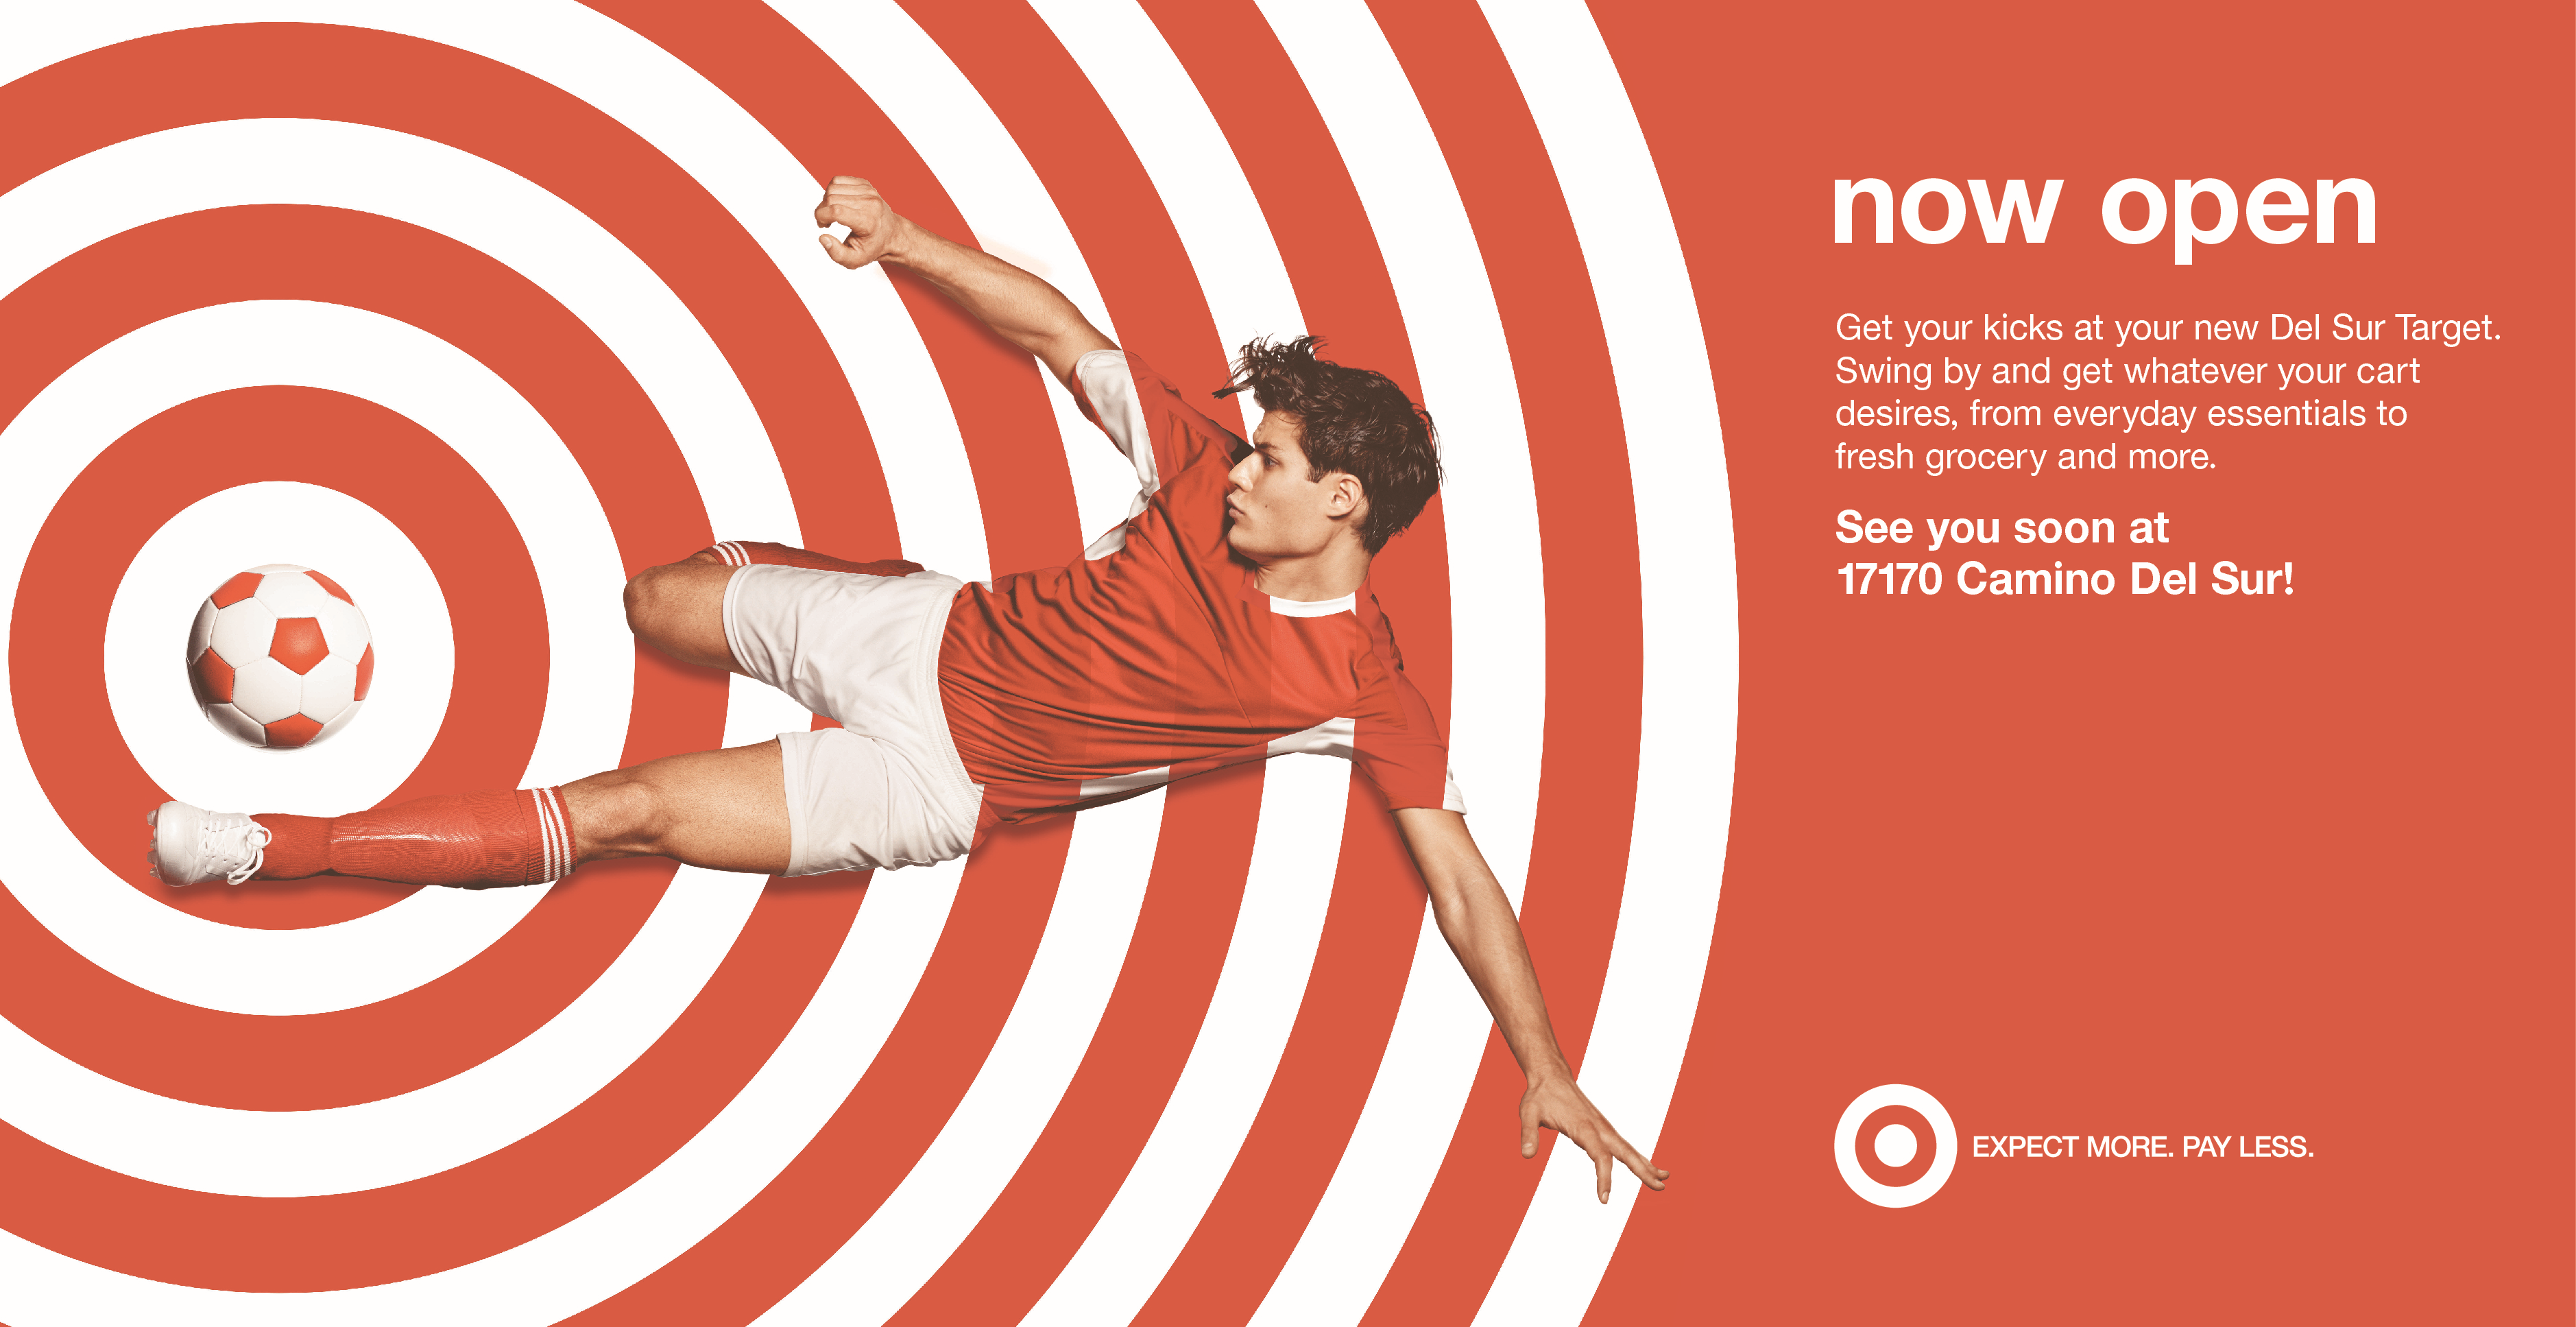 now open
Get your kicks at your new Del Sur Target.
Swing by and get whatever your cart
desires, from everyday essentials to
fresh grocery and more.
See you soon at
17170 Camino Del Sur!
EXPECT MORE. PAY LESS.